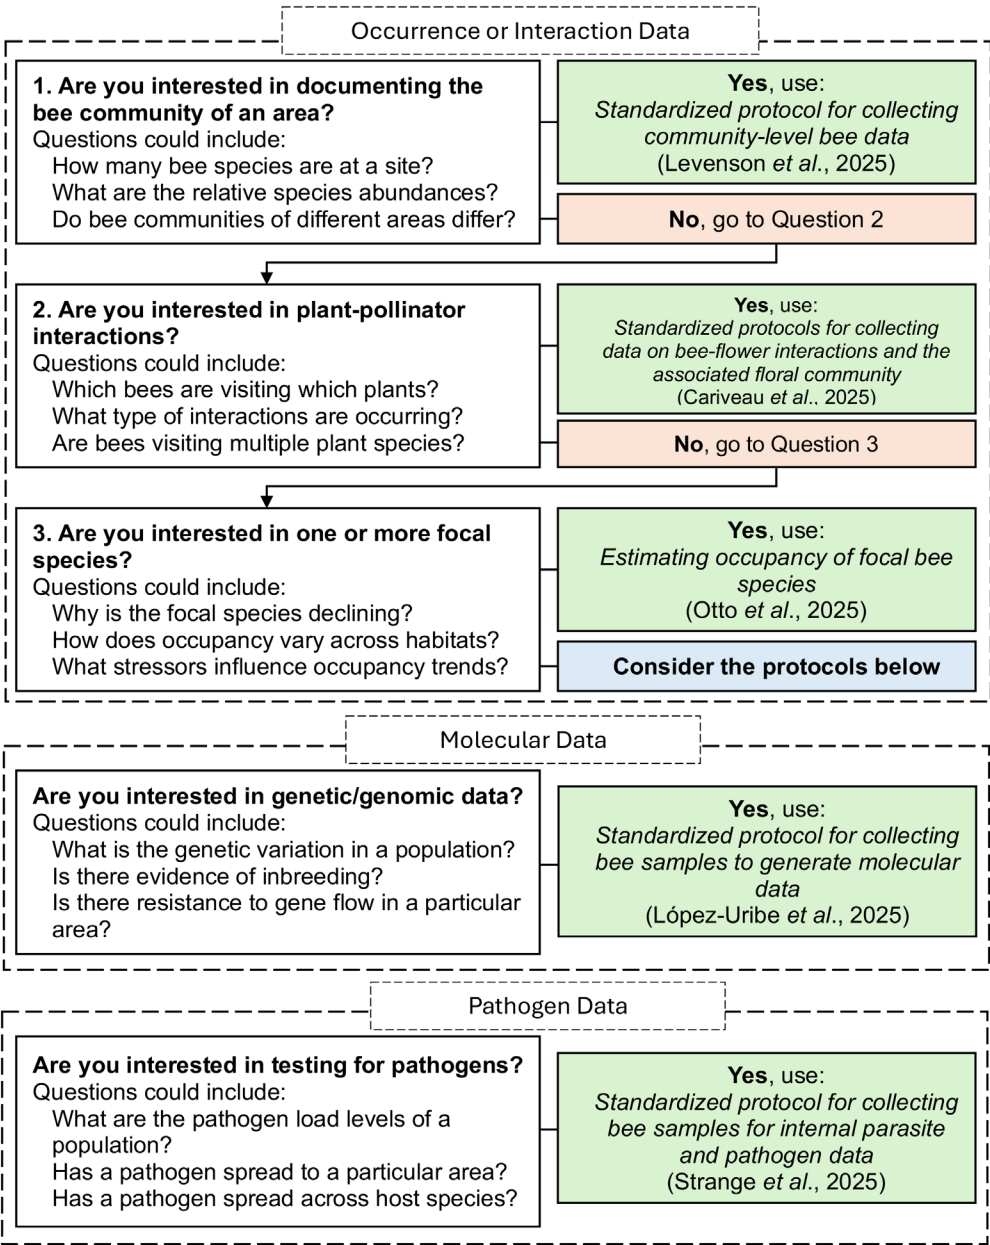 Occurrence or Interaction Data
1. Are you interested in documenting the
bee community of an area?
Questions could include:
How many bee species are at a site?
What are the relative species abundances?
Do bee communities of different areas differ?
Yes, use:
Standardized protocol for collecting
community-level bee data
(Levenson et al., 2025)
No, go to Question 2
2. Are you interested in plant-pollinator
interactions?
Questions could include:
Which bees are visiting which plants?
What type of interactions are occurring?
Are bees visiting multiple plant species?
Yes, use:
Standardized protocols for collecting
data on bee-flower interactions and the
associated floral community
(Cariveau et al., 2025)
No, go to Question 3
3. Are you interested in one or more focal
species?
Questions could include:
Why is the focal species declining?
How does occupancy vary across habitats?
What stressors influence occupancy trends?
Yes, use:
Estimating occupancy of focal bee
species
(Otto et al., 2025)
Consider the protocols below
Molecular Data
Are you interested in genetic/genomic data?
Questions could include:
What is the genetic variation in a population?
Is there evidence of inbreeding?
Is there resistance to gene flow in a particular
area?
Yes, use:
Standardized protocol for collecting
bee samples to generate molecular
data
(López-Uribe et al., 2025)
Pathogen Data
Are you interested in testing for pathogens?
Questions could include:
What are the pathogen load levels of a
population?
Has a pathogen spread to a particular area?
Has a pathogen spread across host species?
Yes, use:
Standardized protocol for collecting
bee samples for internal parasite
and pathogen data
(Strange et al., 2025)